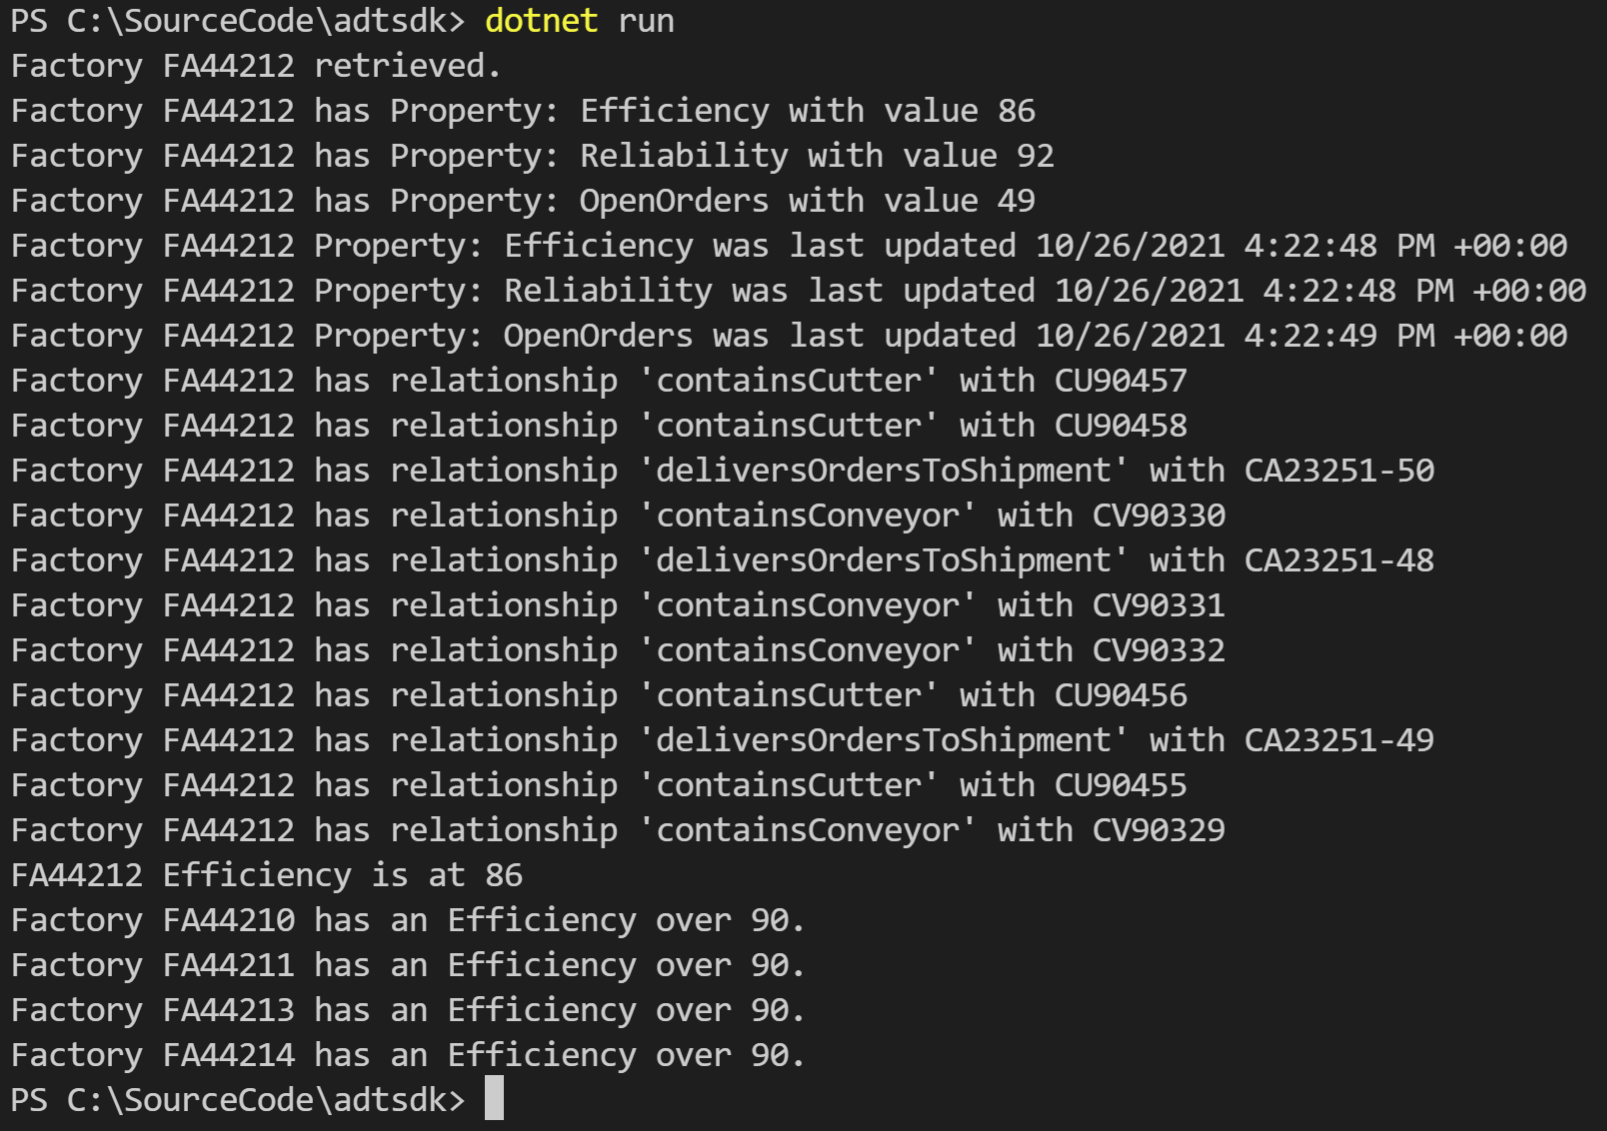 PS C:\SourceCode\adtsdk> dotnet run
Factory FA44212 retrieved.
Factory FA44212 has Property: Efficiency with value 86
Factory FA44212 has Property: Reliability with value 92
Factory FA44212 has Property: OpenOrders with value 49
Factory FA44212 Property: Efficiency was last updated 10/26/2021 4:22:48 PM +00:00
Factory FA44212 Property: Reliability was last updated 10/26/2021 4:22:48 PM +00:00
Factory FA44212 Property: OpenOrders was last updated 10/26/2021 4:22:49 PM +00:00
Factory FA44212 has relationship 'containsCutter' with CU90457
Factory FA44212 has relationship 'containsCutter' with CU90458
Factory FA44212 has relationship 'deliversOrdersToShipment' with CA23251-50
Factory FA44212 has relationship 'containsConveyor' with CV90330
Factory FA44212 has relationship 'deliversOrdersToShipment' with CA23251-48
Factory FA44212 has relationship 'containsConveyor' with CV90331
Factory FA44212 has relationship 'containsConveyor' with CV90332
Factory FA44212 has relationship 'containsCutter' with CU90456
Factory FA44212 has relationship 'deliversOrdersToShipment' with CA23251-49
Factory FA44212 has relationship 'containsCutter' with CU90455
Factory FA44212 has relationship 'containsConveyor' with CV90329
FA44212 Efficiency is at 86
Factory FA44210 has an Efficiency over 90.
Factory FA44211 has an Efficiency over 90.
Factory FA44213 has an Efficiency over 90.
Factory FA44214 has an Efficiency over 90.
PS C:\SourceCode\adtsdk>